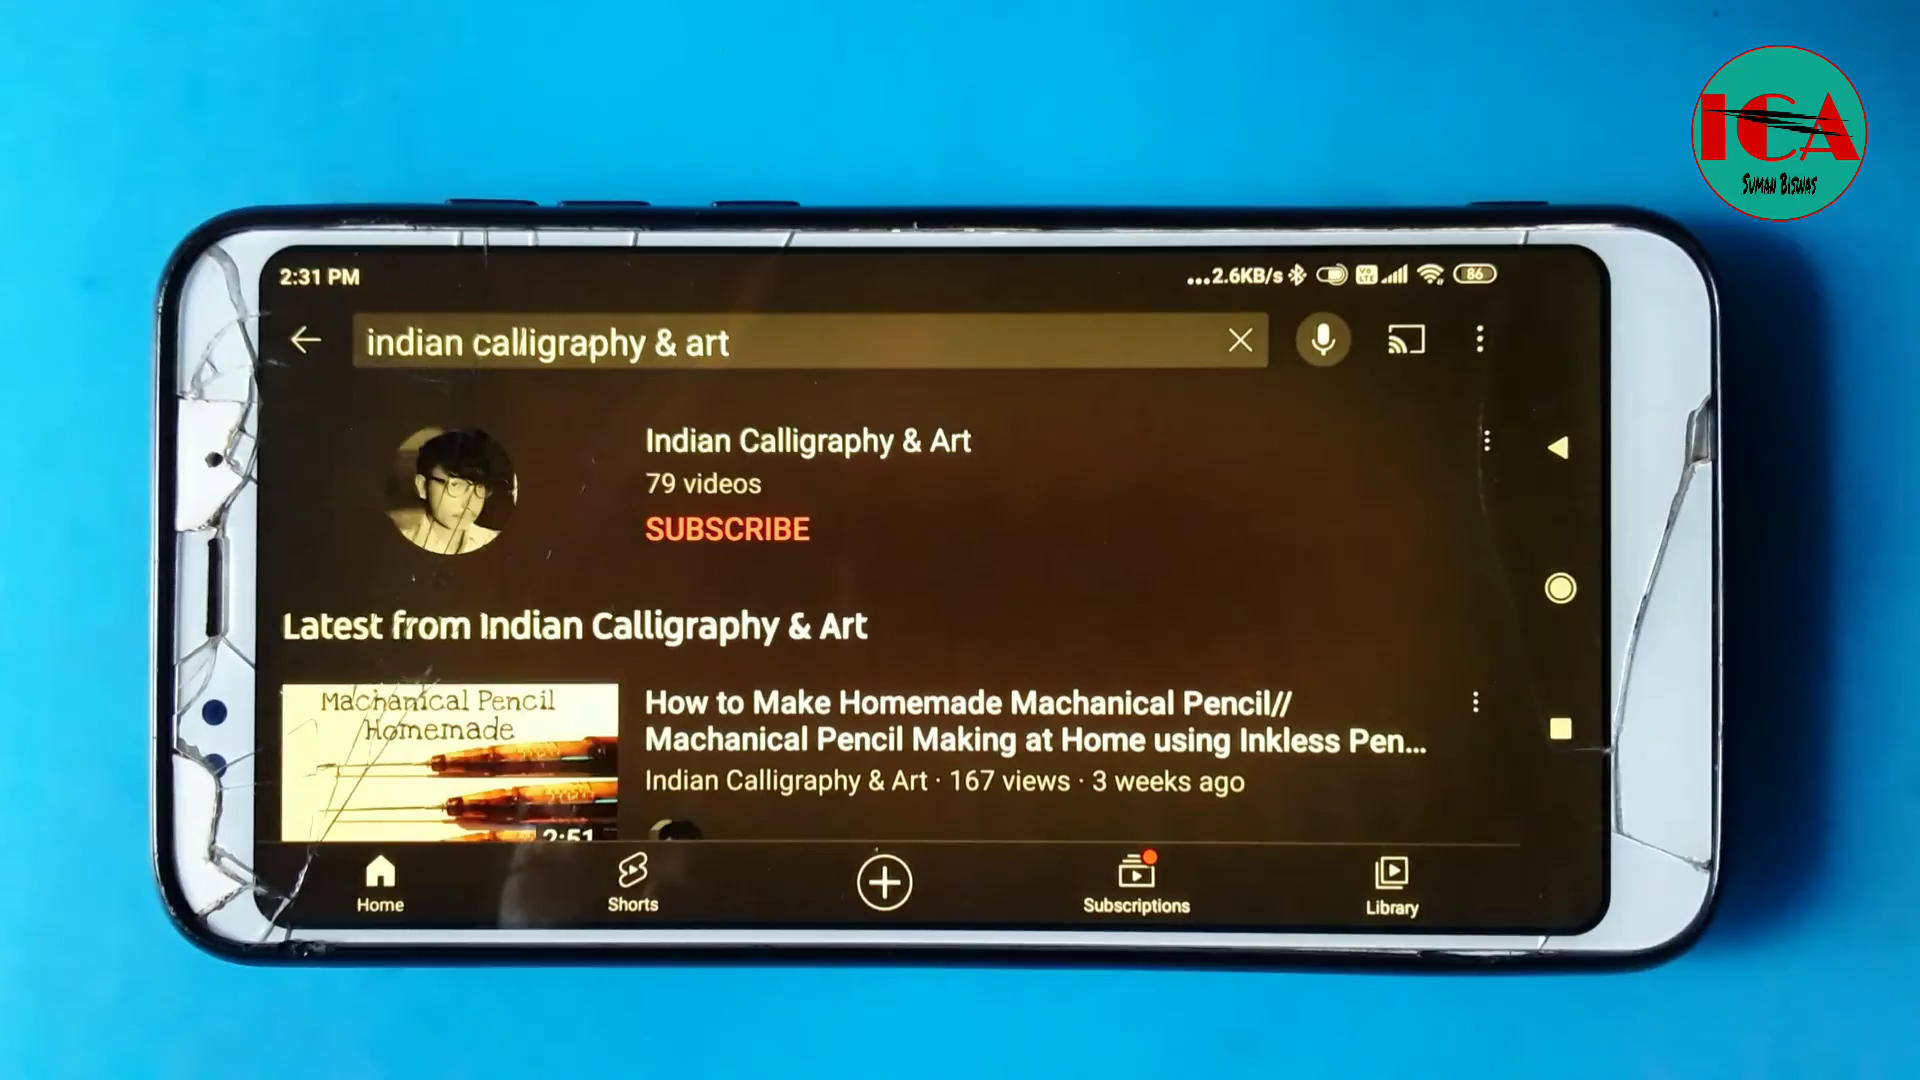 ICA
SUMAN BISWAS
2:31 PM
...2.6KB/s
Vo LTE
86
indian calligraphy & art
Indian Calligraphy & Art
79 videos
SUBSCRIBE
Latest from Indian Calligraphy & Art
Machanical Pencil
Homemade
2:51
How to Make Homemade Machanical Pencil//
Machanical Pencil Making at Home using Inkless Pen...
Indian Calligraphy & Art · 167 views · 3 weeks ago
Home
Shorts
Subscriptions
Library